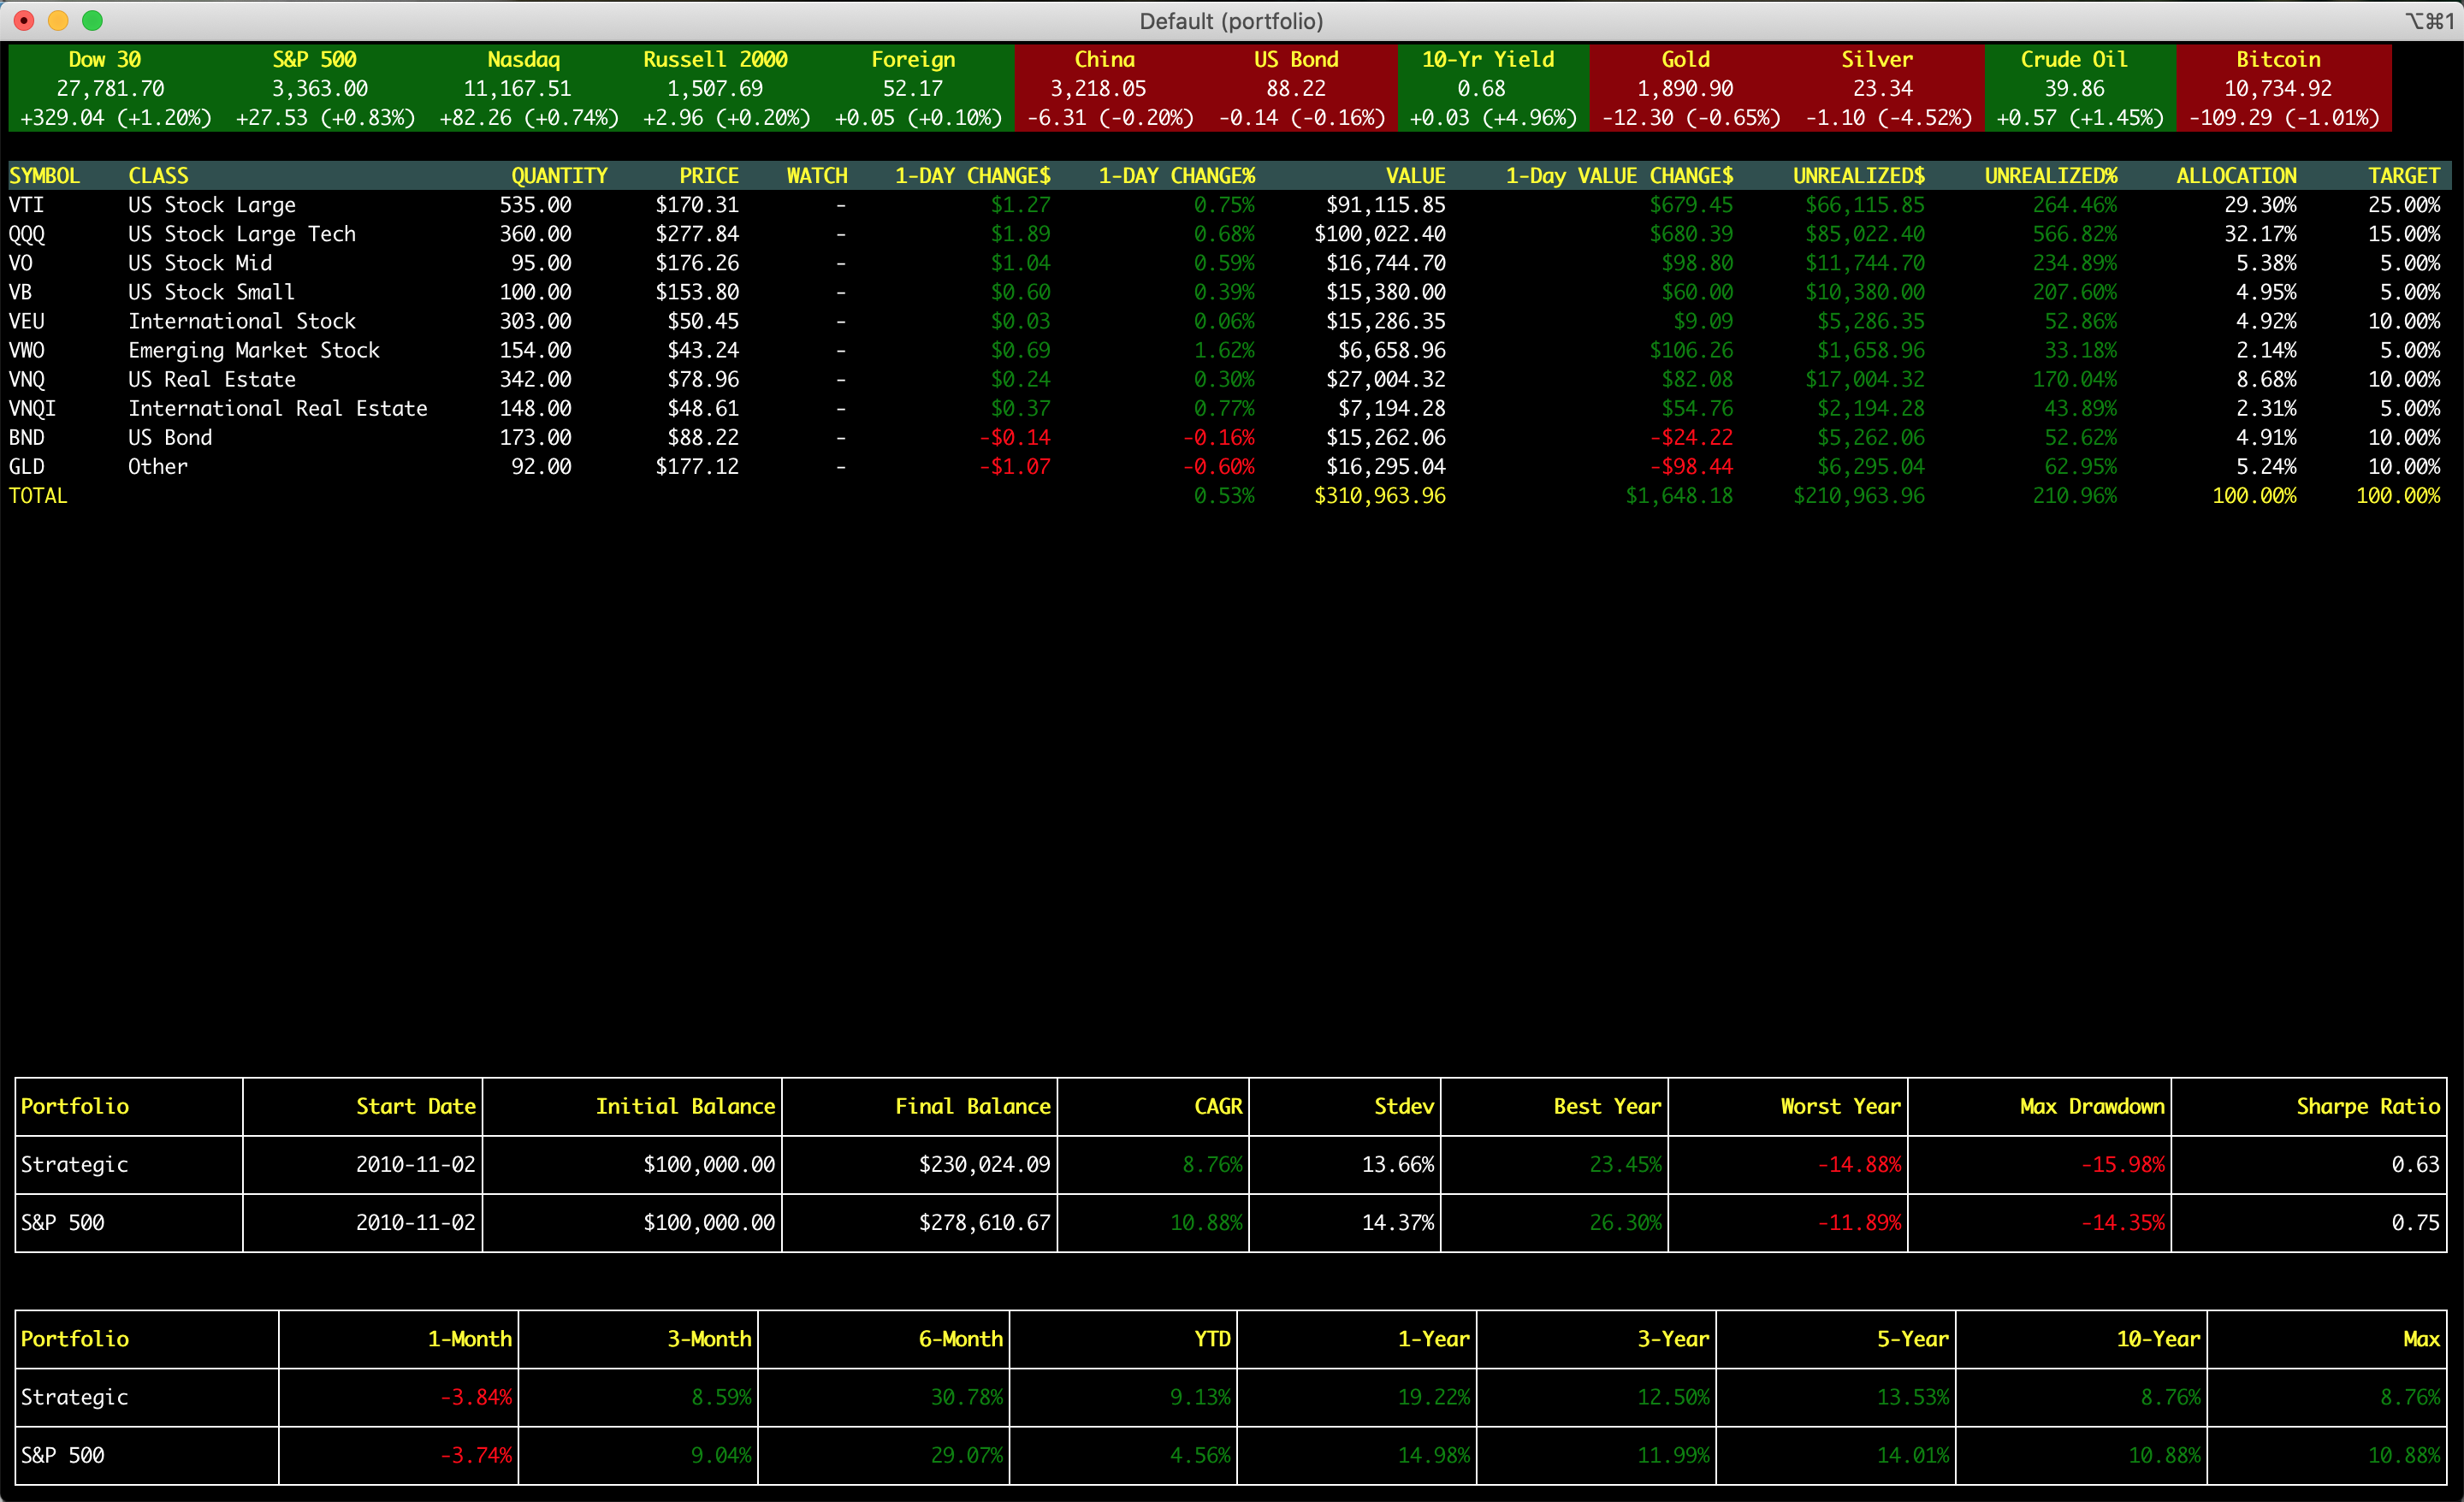 Default (portfolio) ⌥⌘1
Dow 30 S&P 500 Nasdaq Russell 2000 Foreign China US Bond 10-Yr Yield Gold Silver Crude Oil Bitcoin
27,781.70 3,363.00 11,167.51 1,507.69 52.17 3,218.05 88.22 0.68 1,890.90 23.34 39.86 10,734.92
+329.04 (+1.20%) +27.53 (+0.83%) +82.26 (+0.74%) +2.96 (+0.20%) +0.05 (+0.10%) -6.31 (-0.20%) -0.14 (-0.16%) +0.03 (+4.96%) -12.30 (-0.65%) -1.10 (-4.52%) +0.57 (+1.45%) -109.29 (-1.01%)
SYMBOL CLASS QUANTITY PRICE WATCH 1-DAY CHANGE$ 1-DAY CHANGE% VALUE 1-Day VALUE CHANGE$ UNREALIZED$ UNREALIZED% ALLOCATION TARGET
VTI US Stock Large 535.00 $170.31 - $1.27 0.75% $91,115.85 $679.45 $66,115.85 264.46% 29.30% 25.00%
QQQ US Stock Large Tech 360.00 $277.84 - $1.89 0.68% $100,022.40 $680.39 $85,022.40 566.82% 32.17% 15.00%
VO US Stock Mid 95.00 $176.26 - $1.04 0.59% $16,744.70 $98.80 $11,744.70 234.89% 5.38% 5.00%
VB US Stock Small 100.00 $153.80 - $0.60 0.39% $15,380.00 $60.00 $10,380.00 207.60% 4.95% 5.00%
VEU International Stock 303.00 $50.45 - $0.03 0.06% $15,286.35 $9.09 $5,286.35 52.86% 4.92% 10.00%
VWO Emerging Market Stock 154.00 $43.24 - $0.69 1.62% $6,658.96 $106.26 $1,658.96 33.18% 2.14% 5.00%
VNQ US Real Estate 342.00 $78.96 - $0.24 0.30% $27,004.32 $82.08 $17,004.32 170.04% 8.68% 10.00%
VNQI International Real Estate 148.00 $48.61 - $0.37 0.77% $7,194.28 $54.76 $2,194.28 43.89% 2.31% 5.00%
BND US Bond 173.00 $88.22 - -$0.14 -0.16% $15,262.06 -$24.22 $5,262.06 52.62% 4.91% 10.00%
GLD Other 92.00 $177.12 - -$1.07 -0.60% $16,295.04 -$98.44 $6,295.04 62.95% 5.24% 10.00%
TOTAL 0.53% $310,963.96 $1,648.18 $210,963.96 210.96% 100.00% 100.00%
Portfolio Start Date Initial Balance Final Balance CAGR Stdev Best Year Worst Year Max Drawdown Sharpe Ratio
Strategic 2010-11-02 $100,000.00 $230,024.09 8.76% 13.66% 23.45% -14.88% -15.98% 0.63
S&P 500 2010-11-02 $100,000.00 $278,610.67 10.88% 14.37% 26.30% -11.89% -14.35% 0.75
Portfolio 1-Month 3-Month 6-Month YTD 1-Year 3-Year 5-Year 10-Year Max
Strategic -3.84% 8.59% 30.78% 9.13% 19.22% 12.50% 13.53% 8.76% 8.76%
S&P 500 -3.74% 9.04% 29.07% 4.56% 14.98% 11.99% 14.01% 10.88% 10.88%